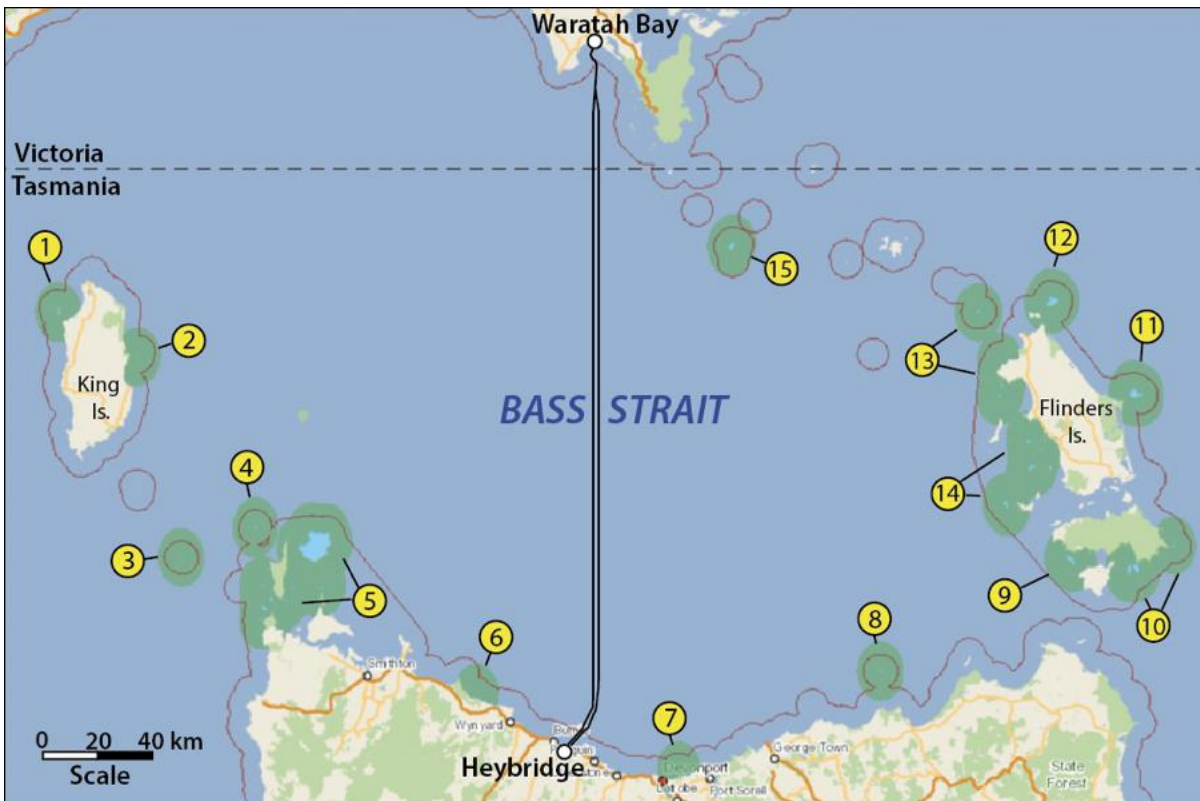 Waratah Bay
Victoria
Tasmania
1
12
15
2
13
11
King
Is.
BASS STRAIT
Flinders
Is.
4
14
3
5
9
10
8
6
Smithton
Wynyard
7
0 20 40 km
Scale
Heybridge
Penguin
Devonport
George Town
Latrobe
Port Sorell
State
Forest